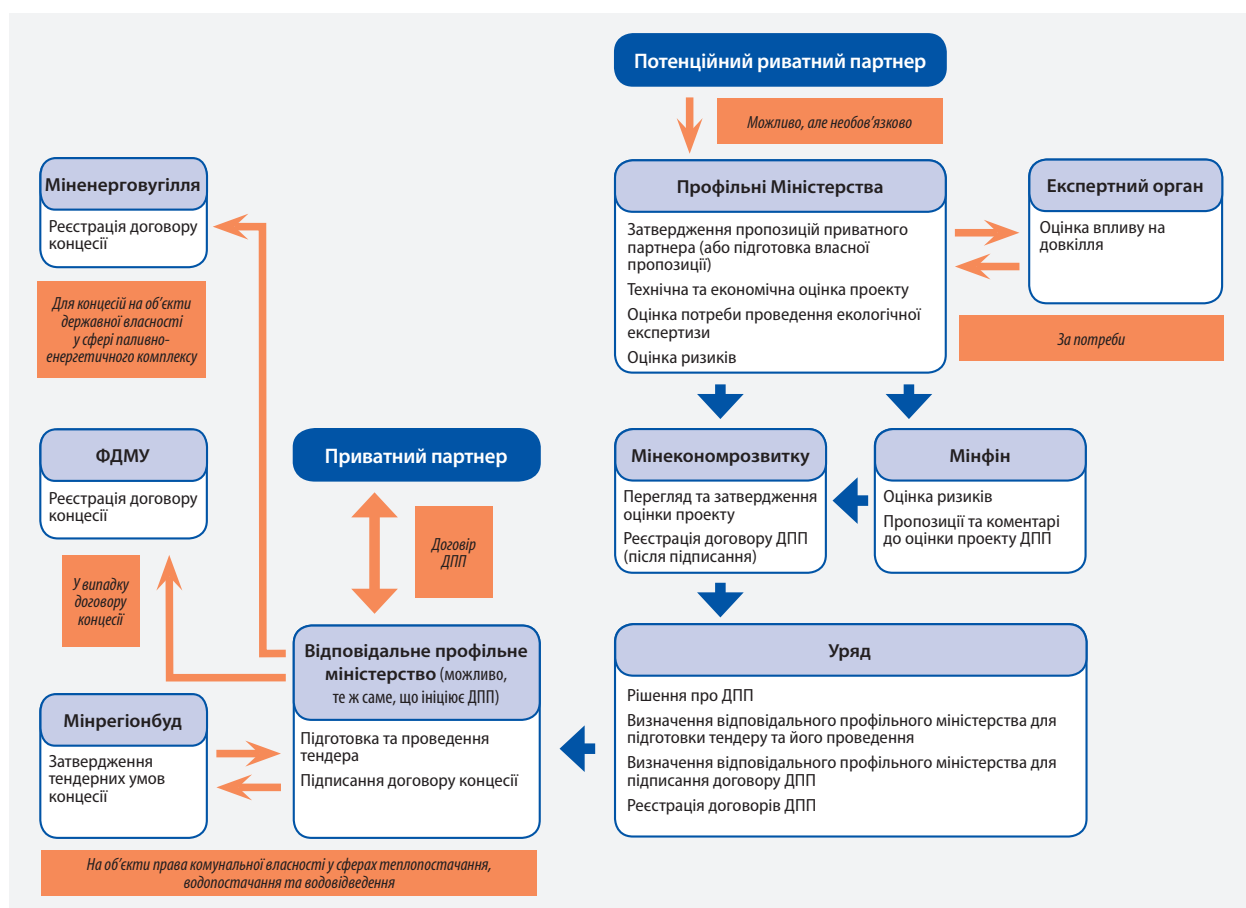 Потенційний риватний партнер
Можливо, але необов’язково
Профільні Міністерства
Затвердження пропозицій приватного
партнера (або підготовка власної
пропозиції)
Технічна та економічна оцінка проекту
Оцінка потреби проведення екологічної
експертизи
Оцінка ризиків
Експертний орган
Оцінка впливу на
довкілля
За потреби
Міненерговугілля
Реєстрація договору
концесії
Для концесій на об’єкти
державної власності
у сфері паливно-
енергетичного комплексу
ФДМУ
Реєстрація договору
концесії
У випадку
договору
концесії
Приватний партнер
Договір
ДПП
Мінекономрозвитку
Перегляд та затвердження
оцінки проекту
Реєстрація договору ДПП
(після підписання)
Мінфін
Оцінка ризиків
Пропозиції та коментарі
до оцінки проекту ДПП
Відповідальне профільне
міністерство (можливо,
те ж саме, що ініціює ДПП)
Підготовка та проведення
тендера
Підписання договору концесії
Уряд
Рішення про ДПП
Визначення відповідального профільного міністерства для
підготовки тендеру та його проведення
Визначення відповідального профільного міністерства для
підписання договору ДПП
Реєстрація договорів ДПП
Мінрегіонбуд
Затвердження
тендерних умов
концесії
На об’єкти права комунальної власності у сферах теплопостачання,
водопостачання та водовідведення